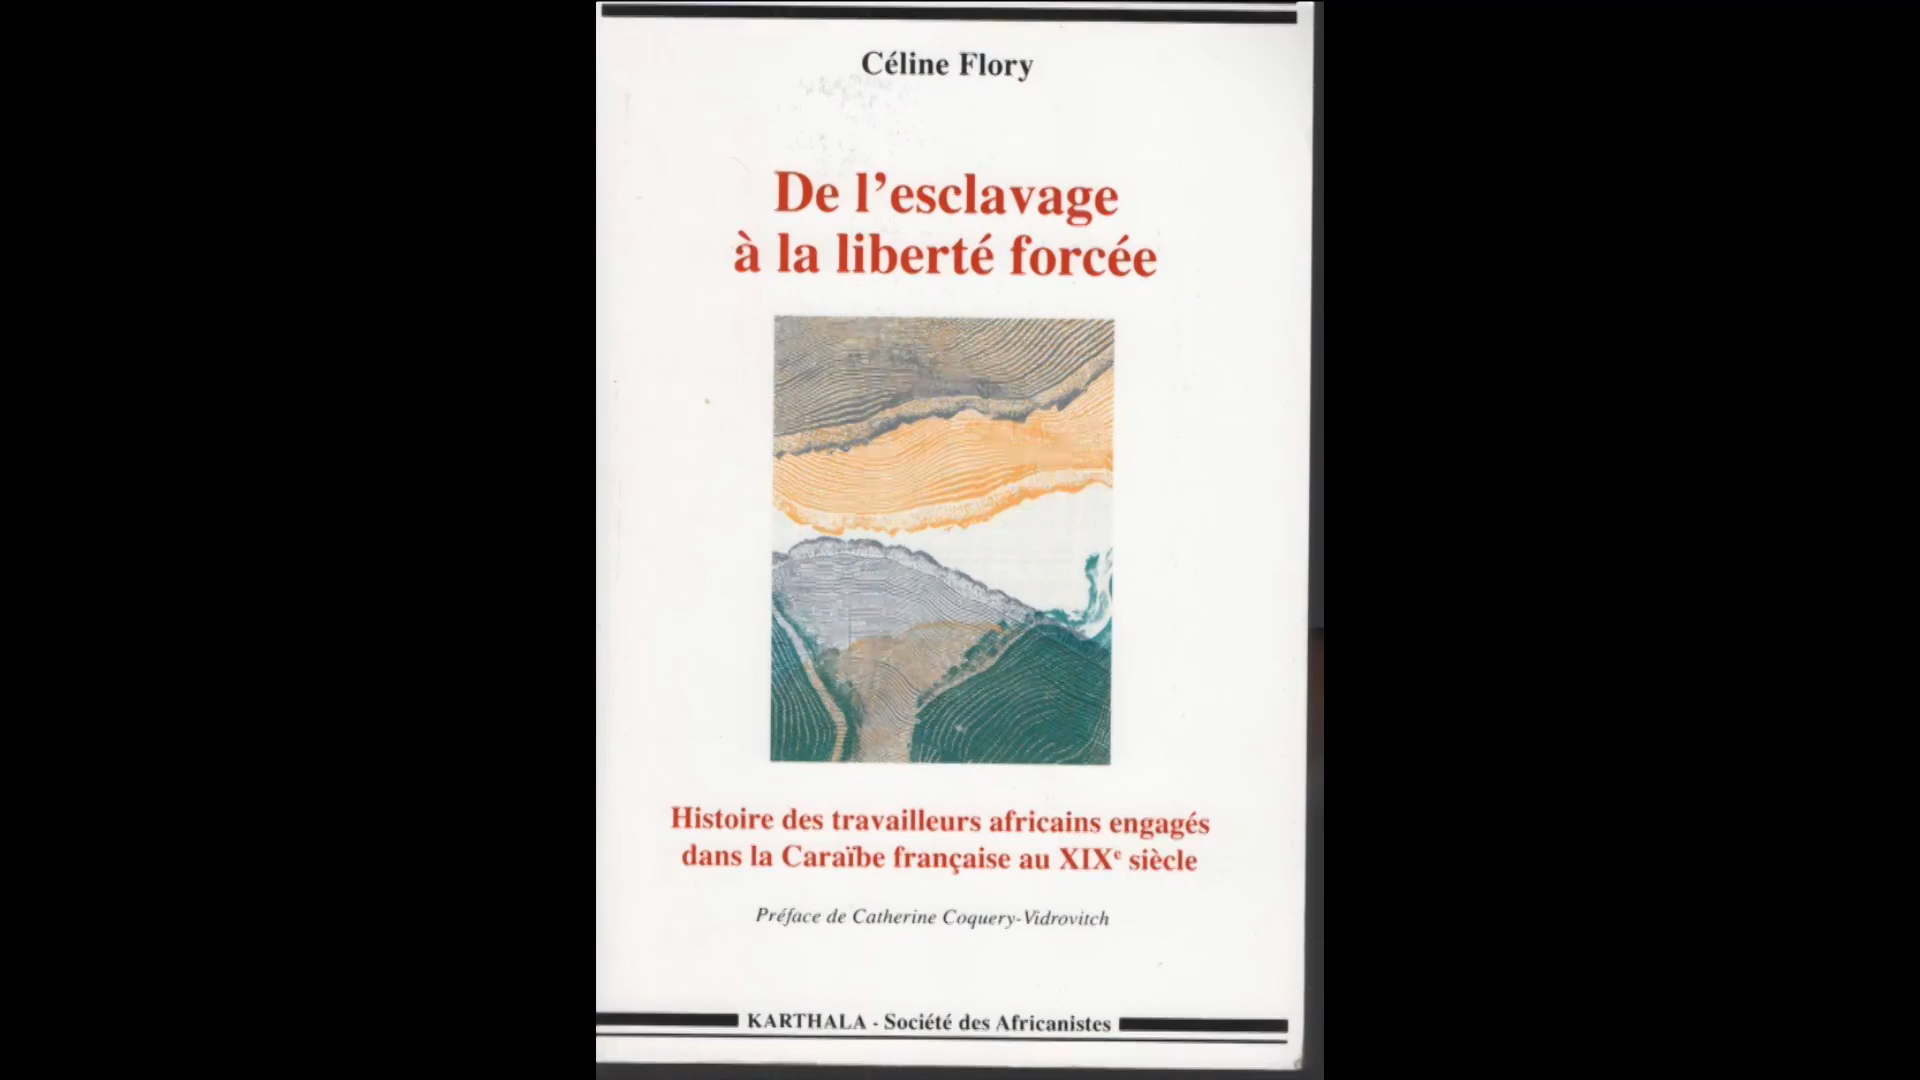 Céline Flory
De l’esclavage
à la liberté forcée
Histoire des travailleurs africains engagés
dans la Caraïbe française au XIXe siècle
Préface de Catherine Coquery-Vidrovitch
KARTHALA - Société des Africanistes